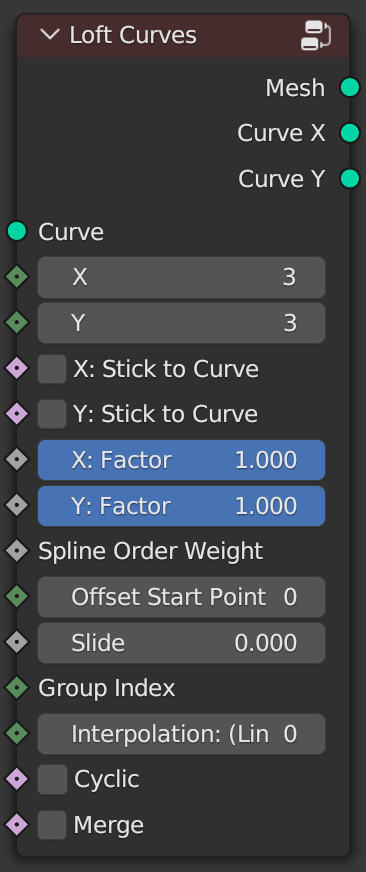 Loft Curves
Mesh
Curve X
Curve Y
Curve
X 3
Y 3
X: Stick to Curve
Y: Stick to Curve
X: Factor 1.000
Y: Factor 1.000
Spline Order Weight
Offset Start Point 0
Slide 0.000
Group Index
Interpolation: (Lin 0
Cyclic
Merge